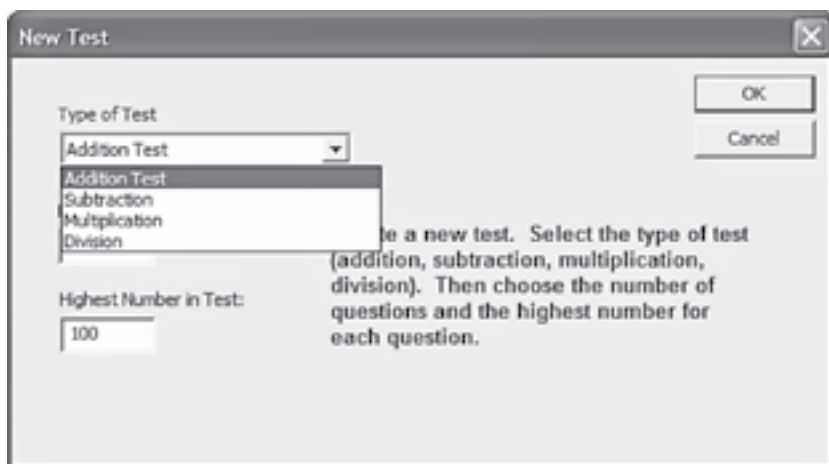 New Test
OK
Cancel
Type of Test
Addition Test
Addition Test
Subtraction
Multiplication
Division
te a new test. Select the type of test
(addition, subtraction, multiplication,
division). Then choose the number of
questions and the highest number for
each question.
Highest Number in Test:
100